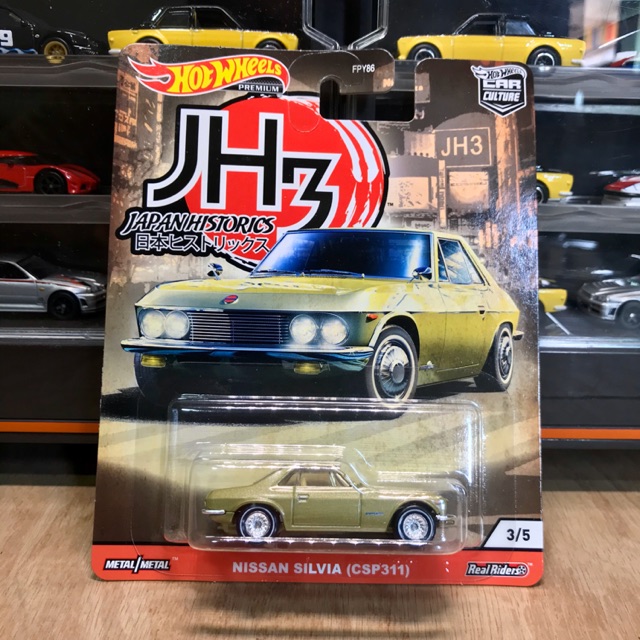 HOT WHEELS
PREMIUM
FPY86
HOT WHEELS
CAR
CULTURE
JH3
JH3
JAPAN HISTORICS
日本ヒストリックス
3/5
METAL/METAL™
NISSAN SILVIA (CSP311)
Real Riders